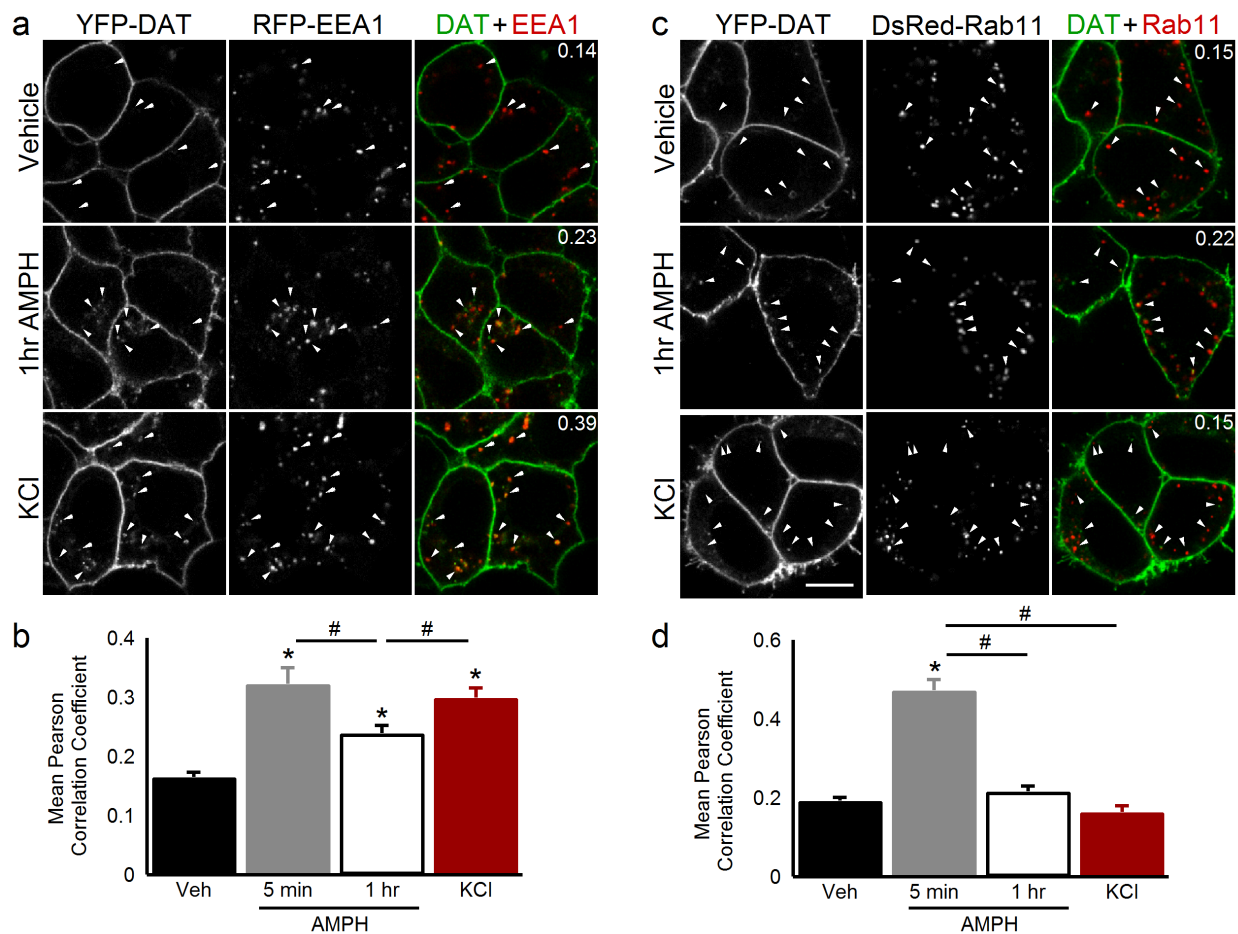 a
YFP-DAT
RFP-EEA1
DAT + EEA1
Vehicle
0.14
1hr AMPH
0.23
KCl
0.39
c
YFP-DAT
DsRed-Rab11
DAT + Rab11
Vehicle
0.15
1hr AMPH
0.22
KCl
0.15
b
Mean Pearson
Correlation Coefficient
0.4
0.3
0.2
0.1
0
*
*
*
#
#
Veh
5 min
1 hr
KCl
AMPH
d
Mean Pearson
Correlation Coefficient
0.6
0.4
0.2
0
*
#
#
Veh
5 min
1 hr
KCl
AMPH